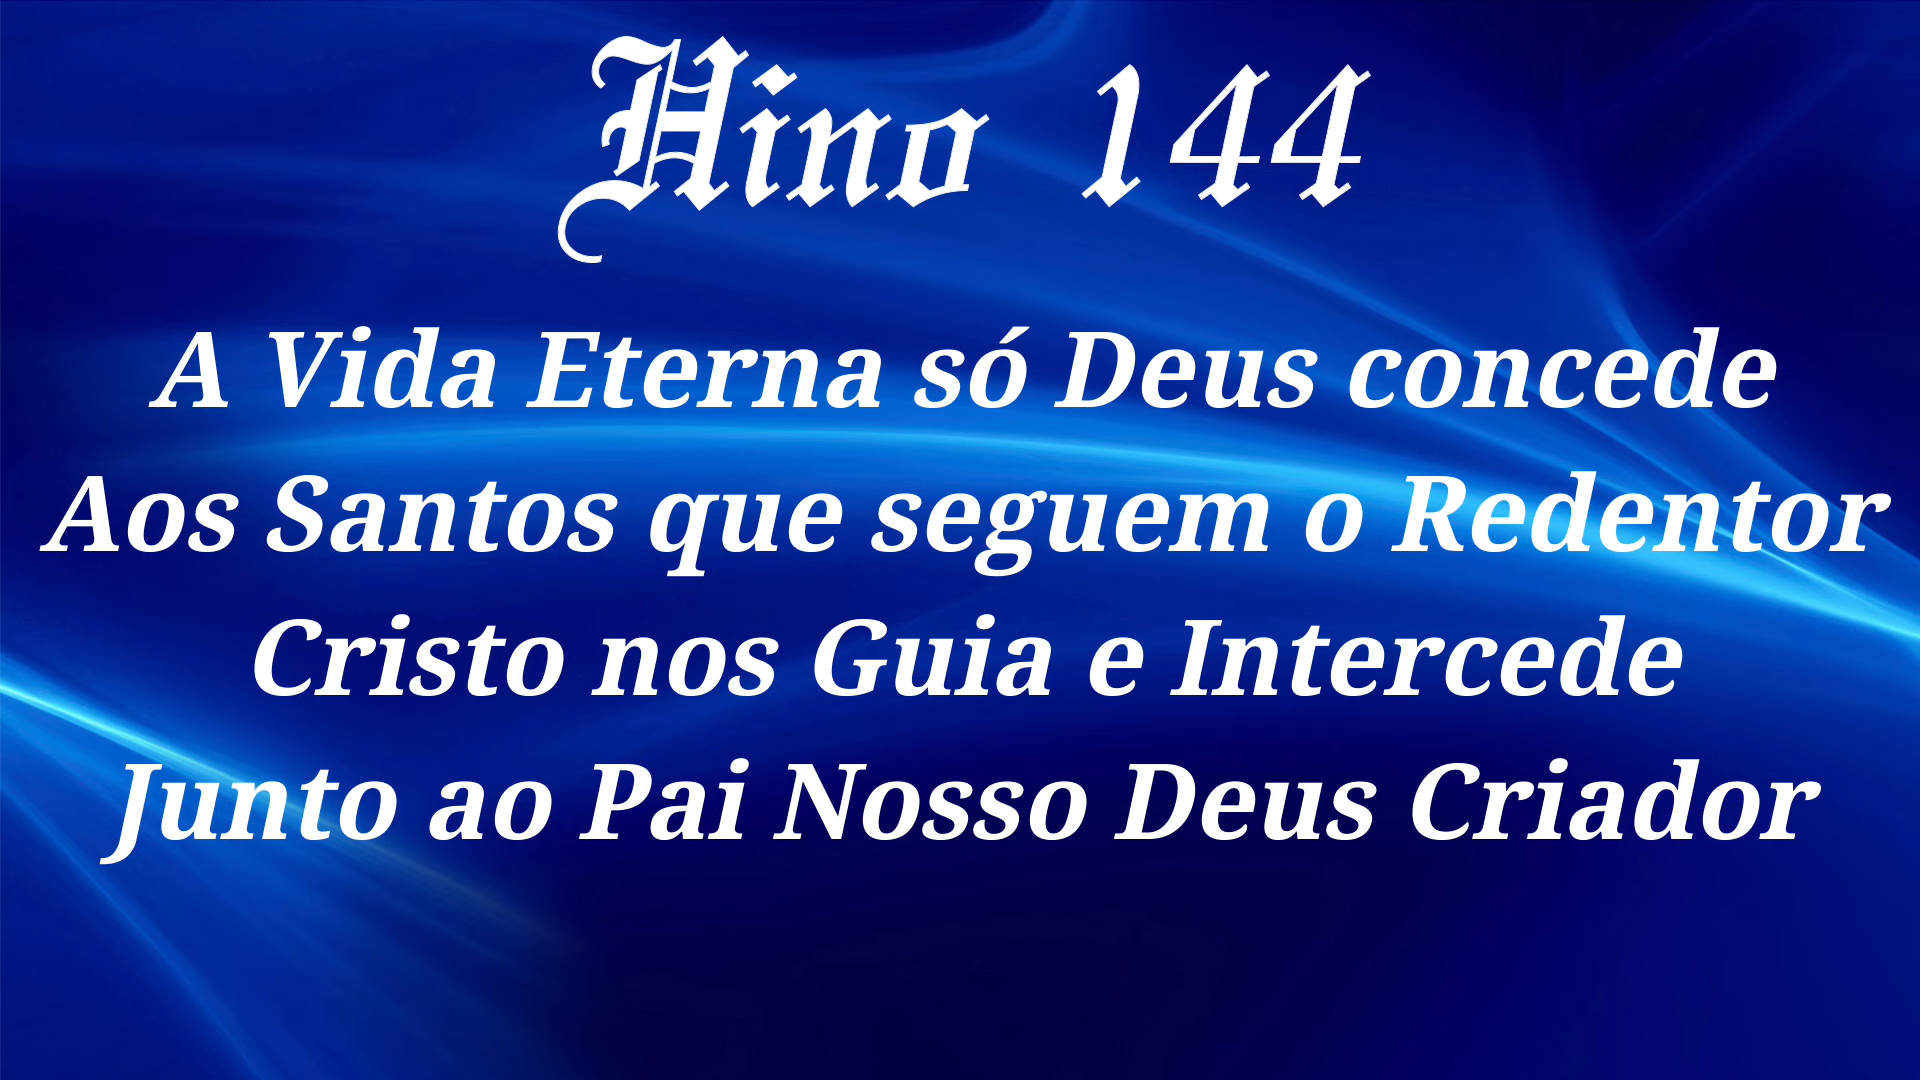 Hino 144
A Vida Eterna só Deus concede
Aos Santos que seguem o Redentor
Cristo nos Guia e Intercede
Junto ao Pai Nosso Deus Criador